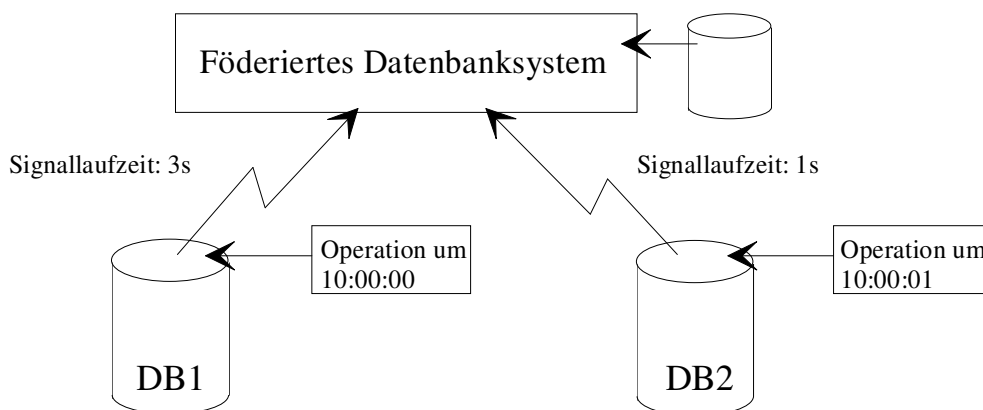 Föderiertes Datenbanksystem
Signallaufzeit: 3s
Signallaufzeit: 1s
Operation um
10:00:00
Operation um
10:00:01
DB1
DB2